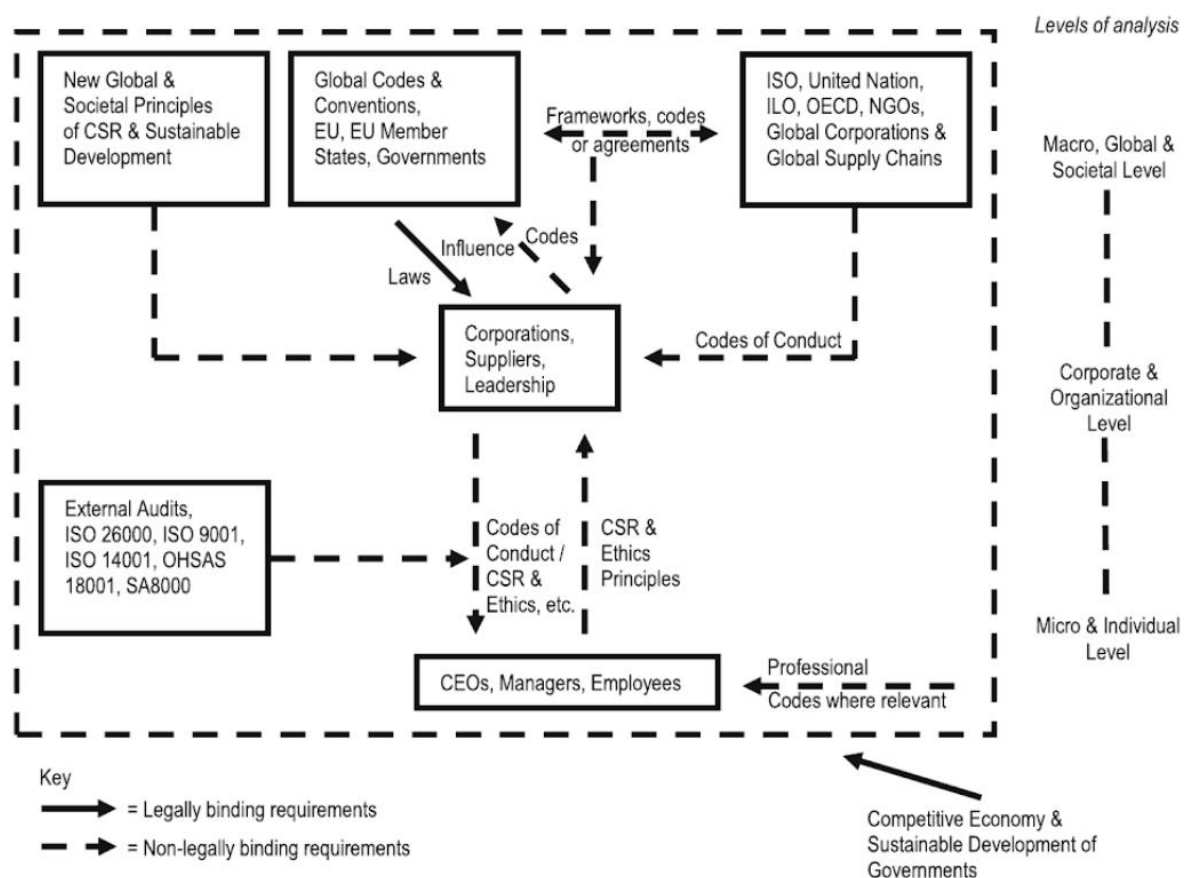 Levels of analysis
New Global &
Societal Principles
of CSR & Sustainable
Development
Global Codes &
Conventions,
EU, EU Member
States, Governments
Frameworks, codes
or agreements
ISO, United Nation,
ILO, OECD, NGOs,
Global Corporations &
Global Supply Chains
Macro, Global &
Societal Level
Laws
Influence
Codes
Corporations,
Suppliers,
Leadership
Codes of Conduct
Corporate &
Organizational
Level
External Audits,
ISO 26000, ISO 9001,
ISO 14001, OHSAS
18001, SA8000
Codes of
Conduct /
CSR &
Ethics, etc.
CSR &
Ethics
Principles
Micro & Individual
Level
CEOs, Managers, Employees
Professional
Codes where relevant
Key
= Legally binding requirements
= Non-legally binding requirements
Competitive Economy &
Sustainable Development of
Governments